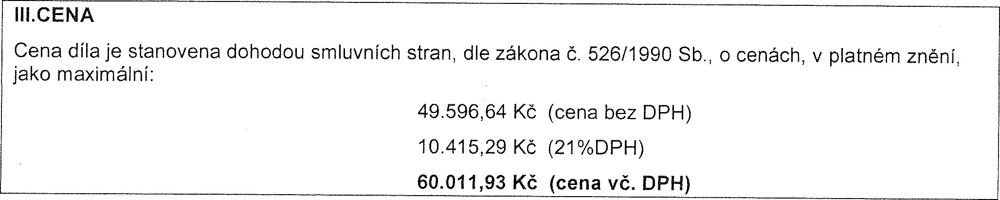 III.CENA
Cena díla je stanovena dohodou smluvních stran, dle zákona č. 526/1990 Sb., o cenách, v platném znění,
jako maximální:
49.596,64 Kč (cena bez DPH)
10.415,29 Kč (21%DPH)
60.011,93 Kč (cena vč. DPH)